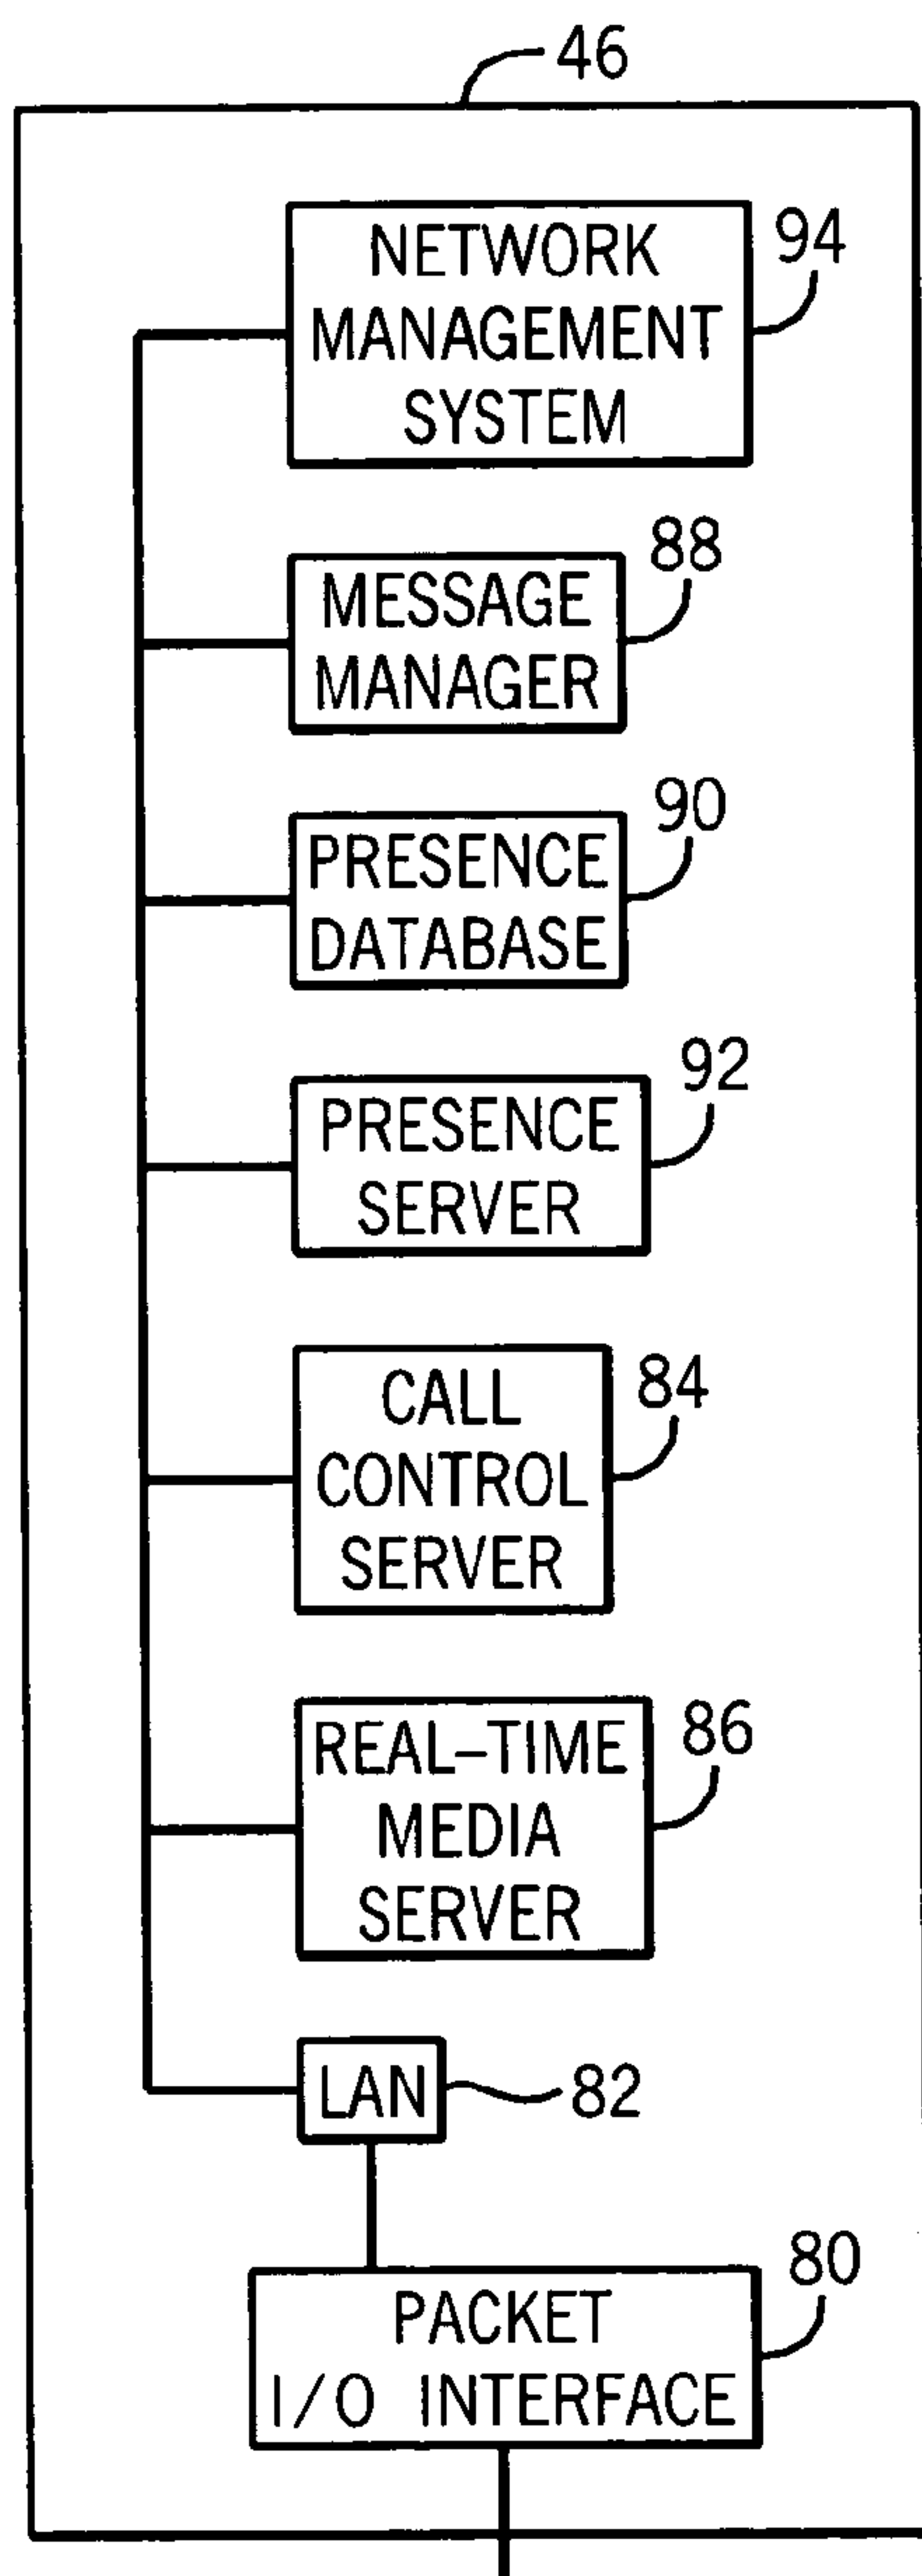 46
NETWORK
MANAGEMENT
SYSTEM
94
MESSAGE
MANAGER
88
PRESENCE
DATABASE
90
PRESENCE
SERVER
92
CALL
CONTROL
SERVER
84
REAL-TIME
MEDIA
SERVER
86
LAN
82
PACKET
I/O INTERFACE
80